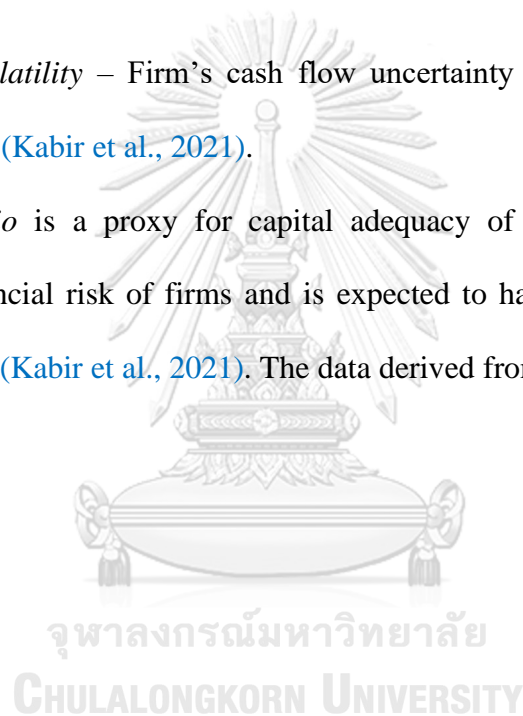 latility – Firm's cash flow uncertainty
(Kabir et al., 2021).
io is a proxy for capital adequacy of
ncial risk of firms and is expected to ha
(Kabir et al., 2021). The data derived from
จุฬาลงกรณ์มหาวิทยาลัย
CHULALONGKORN UNIVERSITY